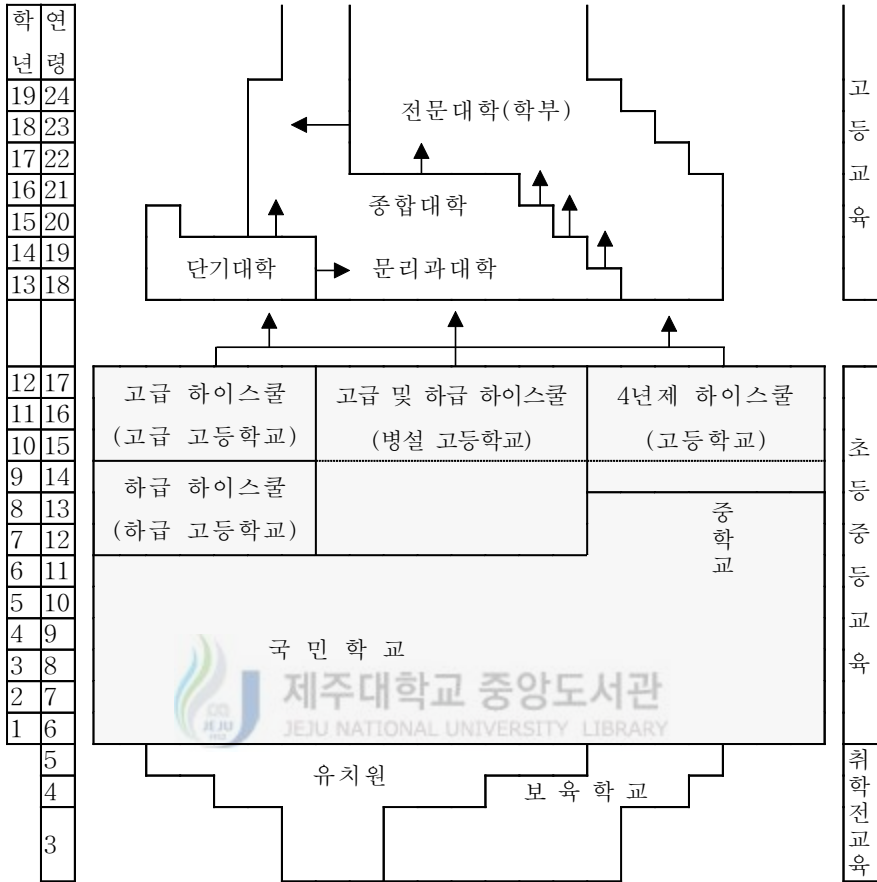 학 연
년 령
19 24
18 23
17 22
16 21
15 20
14 19
13 18
12 17
11 16
10 15
9 14
8 13
7 12
6 11
5 10
4 9
3 8
2 7
1 6
5
4
3
전문대학(학부)
종합대학
단기대학
문리과대학
고급 하이스쿨
(고급 고등학교)
고급 및 하급 하이스쿨
(병설 고등학교)
4년제 하이스쿨
(고등학교)
하급 하이스쿨
(하급 고등학교)
중
학
교
국 민 학 교
JEJU
1952
제주대학교 중앙도서관
JEJU NATIONAL UNIVERSITY LIBRARY
유치원
보 육 학 교
고
등
교
육
초
등
중
등
교
육
취
학
전
교
육